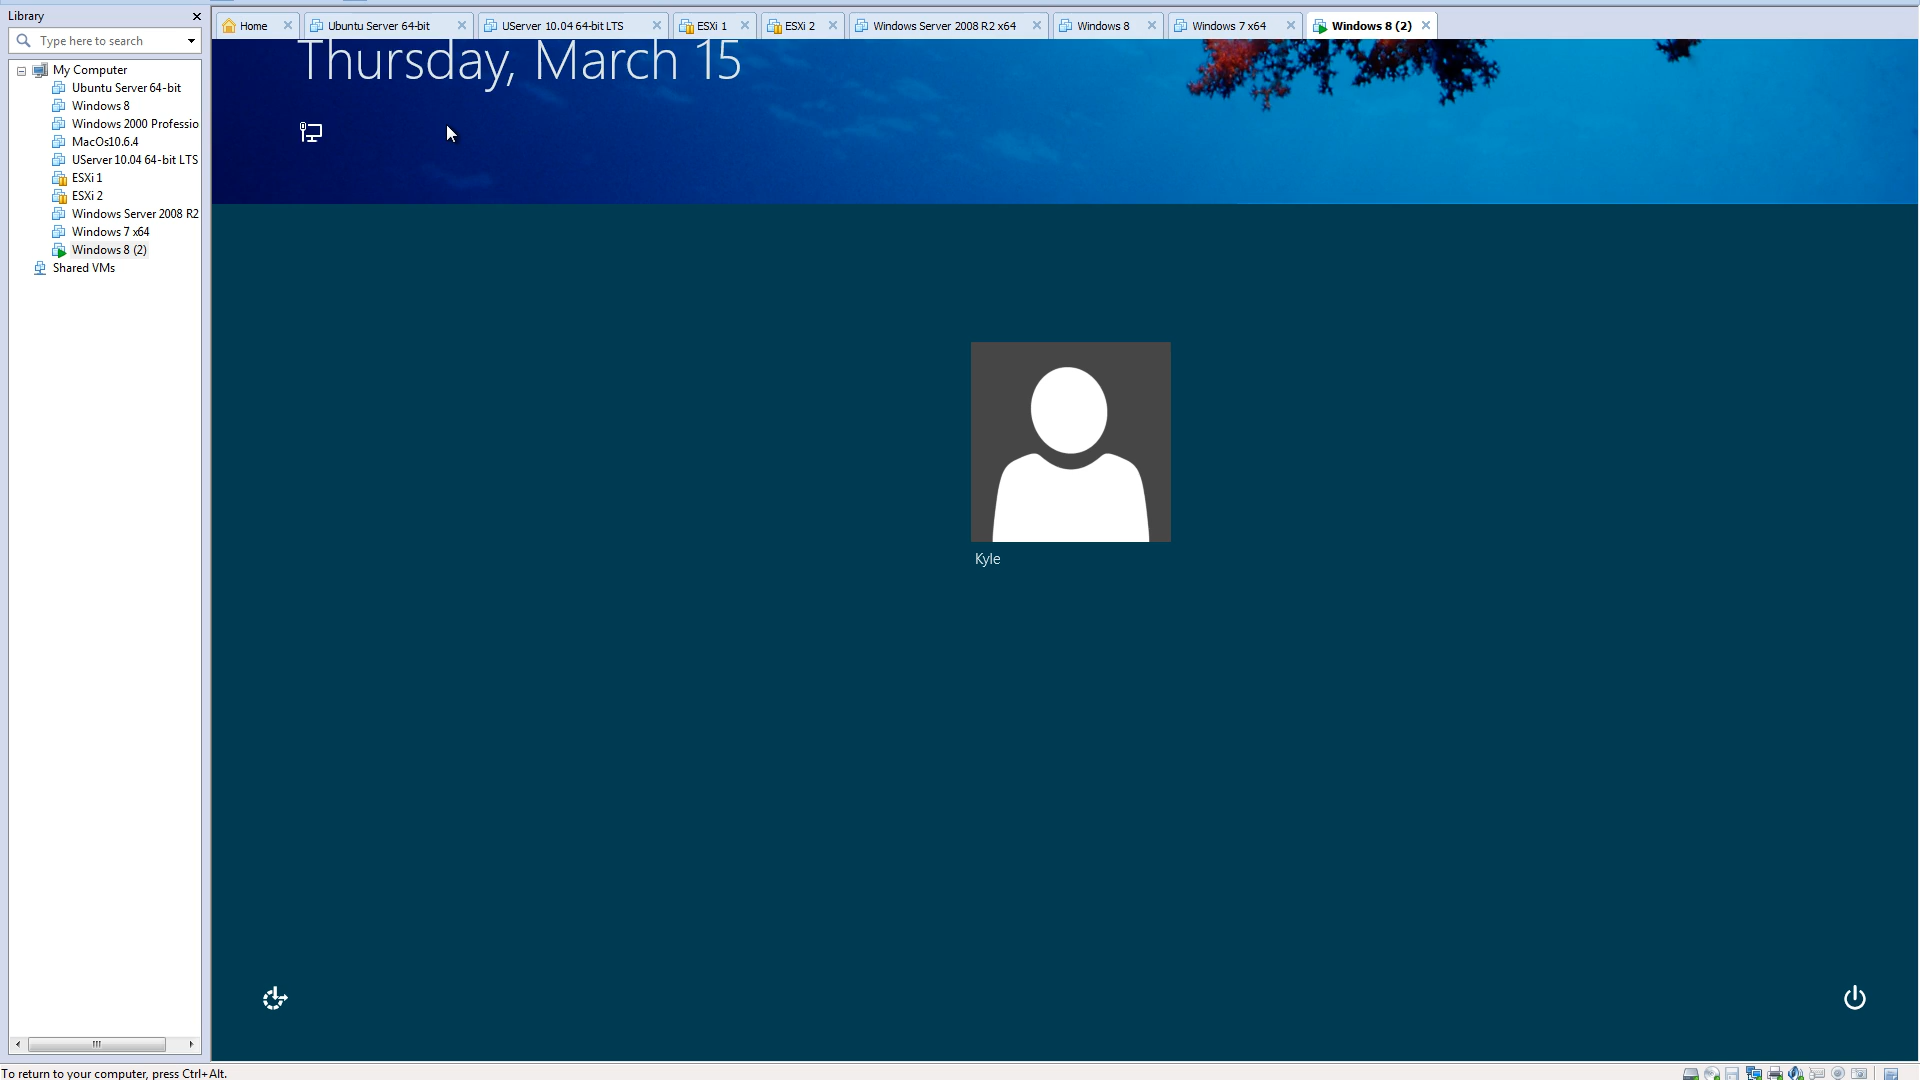 Library
Type here to search
My Computer
Ubuntu Server 64-bit
Windows 8
Windows 2000 Professio
MacOs10.6.4
UServer 10.04 64-bit LTS
ESXi 1
ESXi 2
Windows Server 2008 R2
Windows 7 x64
Windows 8 (2)
Shared VMs
Home
Ubuntu Server 64-bit
UServer 10.04 64-bit LTS
ESXi 1
ESXi 2
Windows Server 2008 R2 x64
Windows 8
Windows 7 x64
Windows 8 (2)
Thursday, March 15
Kyle
To return to your computer, press Ctrl+Alt.